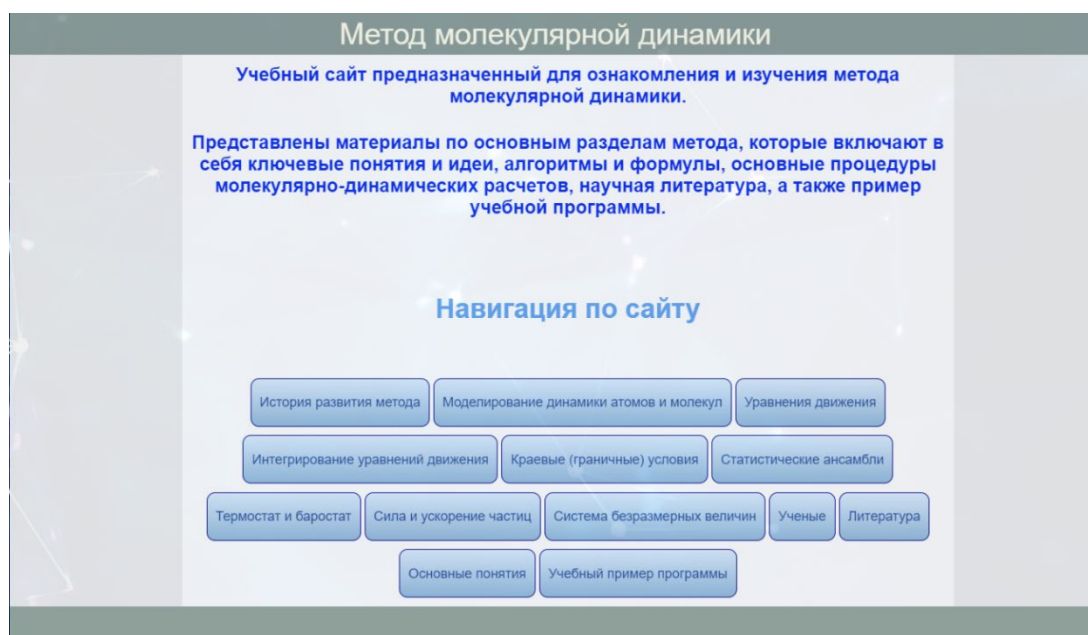 Метод молекулярной динамики
Учебный сайт предназначенный для ознакомления и изучения метода
молекулярной динамики.
Представлены материалы по основным разделам метода, которые включают в
себя ключевые понятия и идеи, алгоритмы и формулы, основные процедуры
молекулярно-динамических расчетов, научная литература, а также пример
учебной программы.
Навигация по сайту
История развития метода Моделирование динамики атомов и молекул Уравнения движения
Интегрирование уравнений движения Краевые (граничные) условия Статистические ансамбли
Термостат и баростат Сила и ускорение частиц Система безразмерных величин Ученые Литература
Основные понятия Учебный пример программы